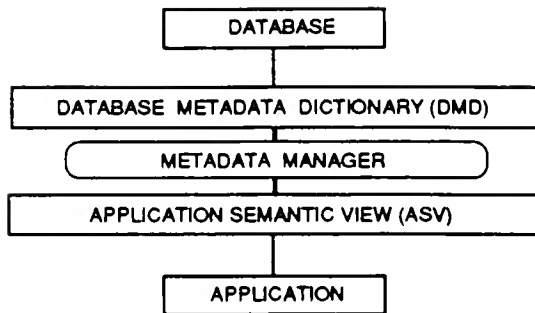 DATABASE
DATABASE METADATA DICTIONARY (DMD)
METADATA MANAGER
APPLICATION SEMANTIC VIEW (ASV)
APPLICATION